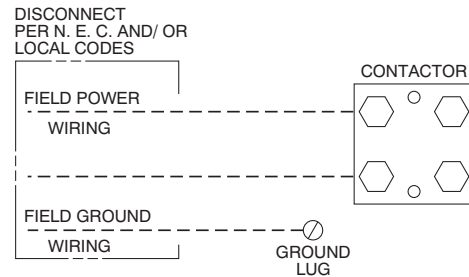 DISCONNECT
PER N. E. C. AND/ OR
LOCAL CODES
CONTACTOR
FIELD POWER
WIRING
FIELD GROUND
WIRING
GROUND
LUG